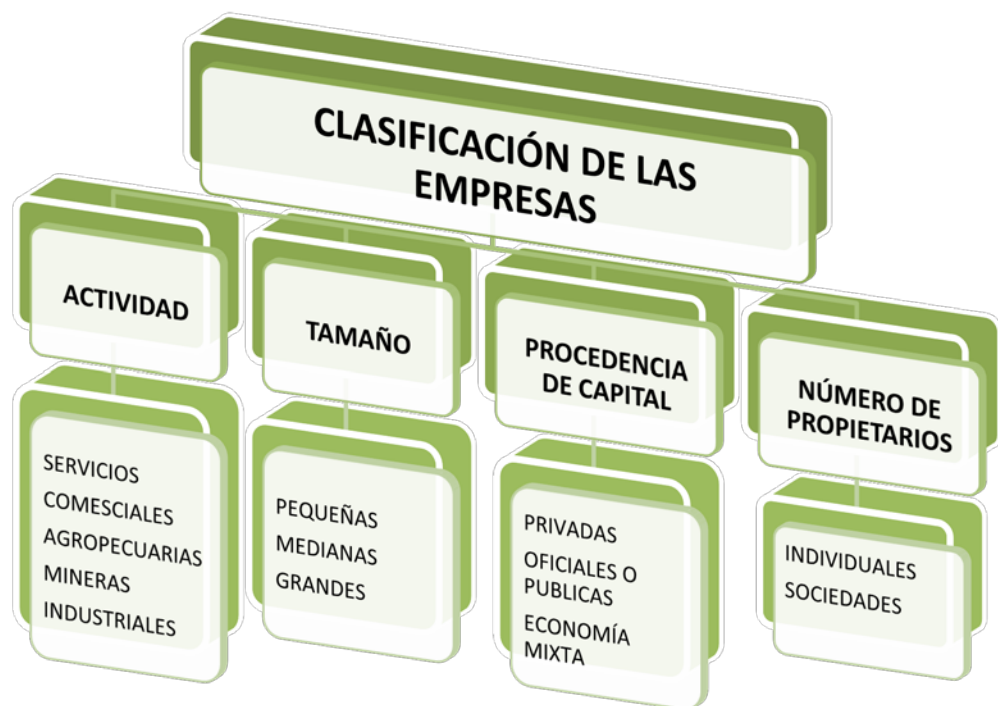 CLASIFICACIÓN DE LAS
EMPRESAS
ACTIVIDAD
SERVICIOS
COMESCIALES
AGROPECUARIAS
MINERAS
INDUSTRIALES
TAMAÑO
PEQUEÑAS
MEDIANAS
GRANDES
PROCEDENCIA
DE CAPITAL
PRIVADAS
OFICIALES O
PUBLICAS
ECONOMÍA
MIXTA
NÚMERO DE
PROPIETARIOS
INDIVIDUALES
SOCIEDADES